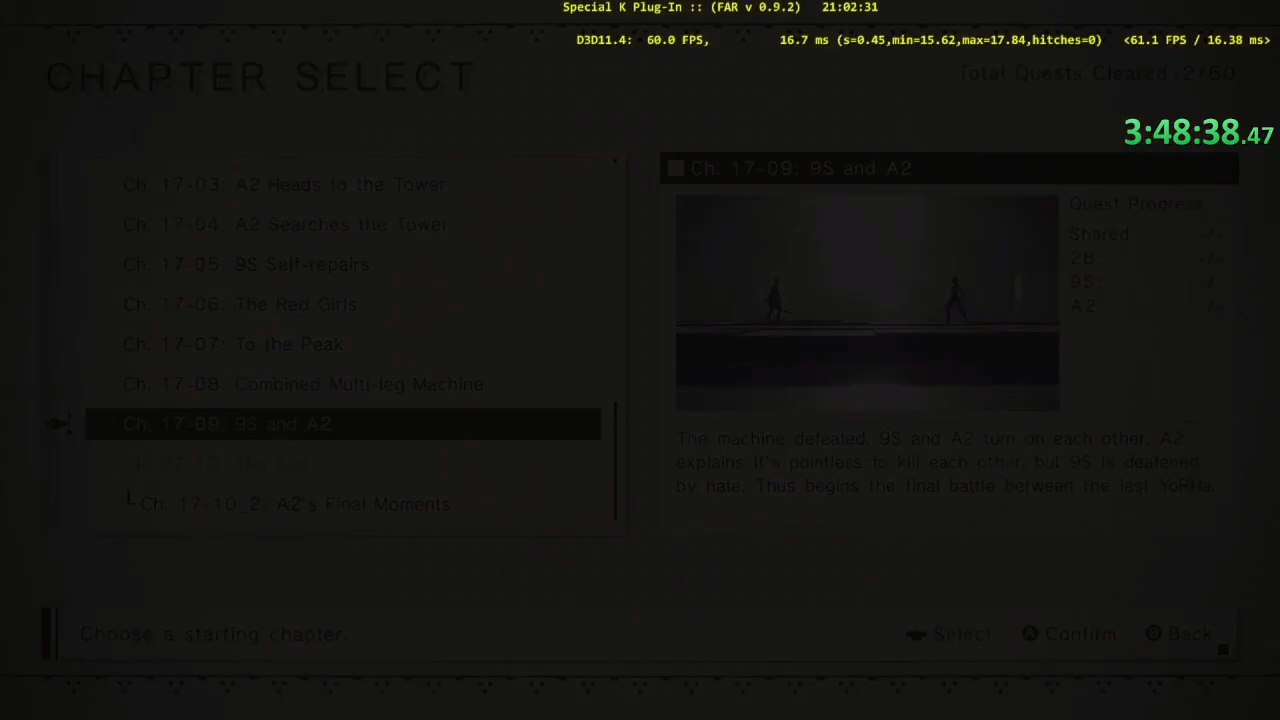 Special K Plug-In :: (FAR v 0.9.2) 21:02:31
D3D11.4: 60.0 FPS, 16.7 ms (s=0.45,min=15.62,max=17.84,hitches=0) <61.1 FPS / 16.38 ms>
CHAPTER SELECT
Total Quests Cleared:2/60
3:48:38.47
Ch. 17-03: A2 Heads to the Tower
Ch. 17-04: A2 Searches the Tower
Ch. 17-05: 9S Self-repairs
Ch. 17-06: The Red Girls
Ch. 17-07: To the Peak
Ch. 17-08: Combined Multi-leg Machine
Ch. 17-09: 9S and A2
Ch. 17-10: The End
Ch. 17-10_2: A2's Final Moments
Ch. 17-09: 9S and A2
Quest Progress
Shared: -/-
2B: -/-
9S: -/-
A2: -/-
The machine defeated, 9S and A2 turn on each other. A2
explains it's pointless to kill each other, but 9S is deafened
by hate. Thus begins the final battle between the last YoRHa.
Choose a starting chapter.
Select
A Confirm
B Back